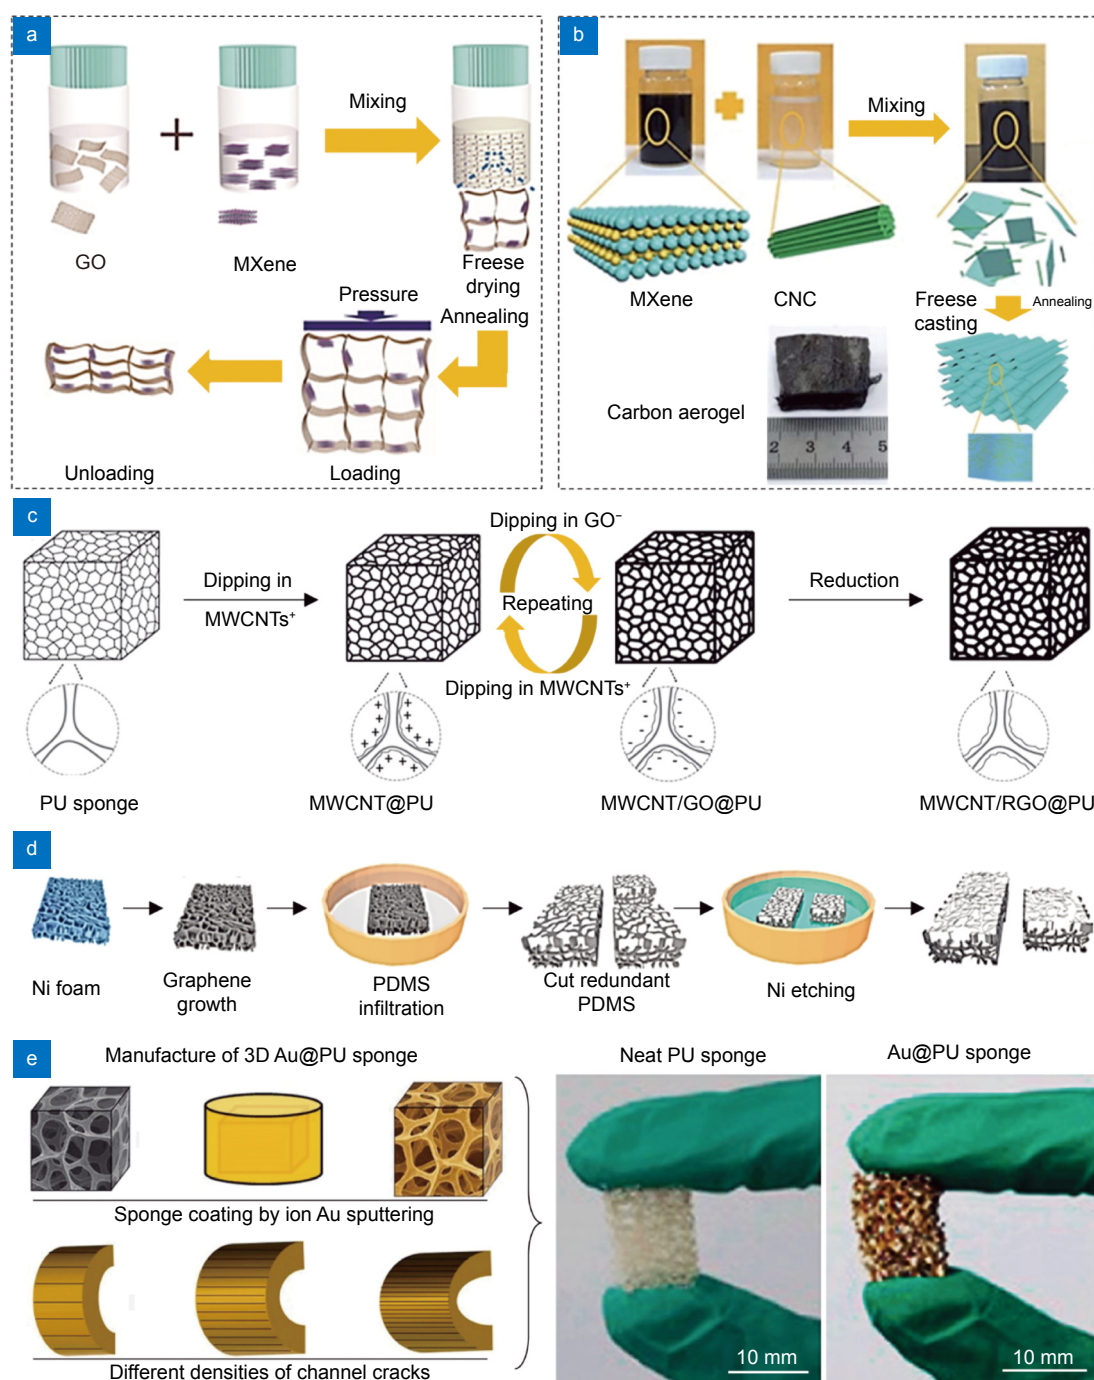 a
Mixing
GO
MXene
Freese
drying
Pressure
Annealing
Unloading
Loading
b
Mixing
MXene
CNC
Freese
casting
Annealing
Carbon aerogel
2 3 4 5
c
Dipping in GO⁻
Dipping in
MWCNTs⁺
Repeating
Reduction
Dipping in MWCNTs⁺
PU sponge
MWCNT@PU
MWCNT/GO@PU
MWCNT/RGO@PU
d
Ni foam
Graphene
growth
PDMS
infiltration
Cut redundant
PDMS
Ni etching
e
Manufacture of 3D Au@PU sponge
Neat PU sponge
Au@PU sponge
Sponge coating by ion Au sputtering
Different densities of channel cracks
10 mm
10 mm